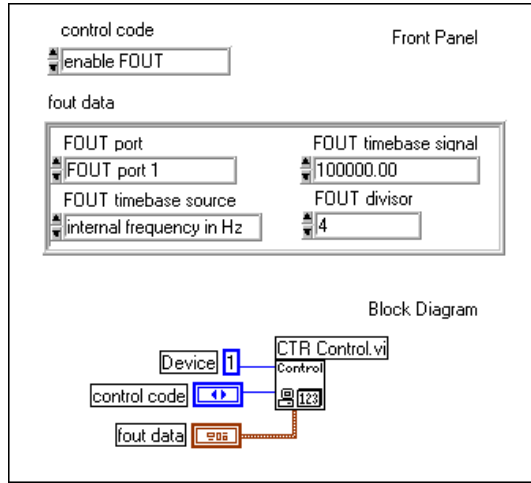 control code
Front Panel
enable FOUT
fout data
FOUT port
FOUT timebase signal
FOUT port 1
100000.00
FOUT timebase source
FOUT divisor
internal frequency in Hz
4
Block Diagram
CTR Control.vi
Device 1
Control
control code
123
fout data